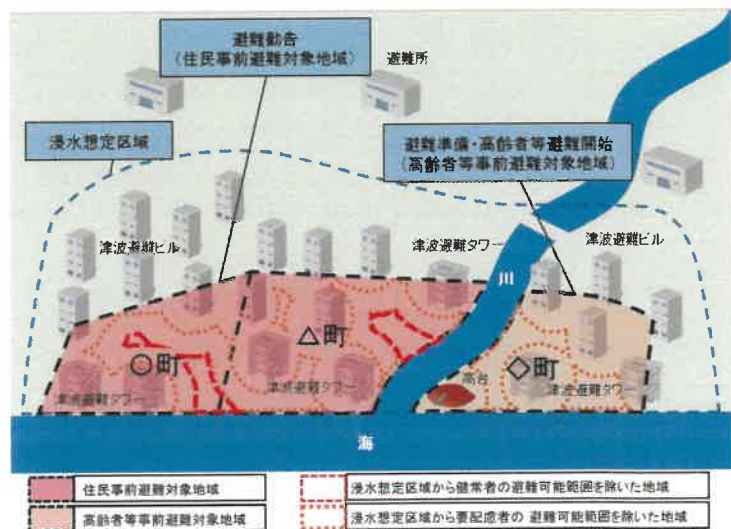 避難勧告
(住民事前避難対象地域)
避難所
浸水想定区域
避難準備・高齢者等避難開始
(高齢者等事前避難対象地域)
津波避難ビル
津波避難タワー
津波避難ビル
川
○町
△町
◇町
高台
津波避難タワー
津波避難タワー
津波避難タワー
海
住民事前避難対象地域
浸水想定区域から健常者の避難可能範囲を除いた地域
高齢者等事前避難対象地域
浸水想定区域から要配慮者の 避難可能範囲を除いた地域